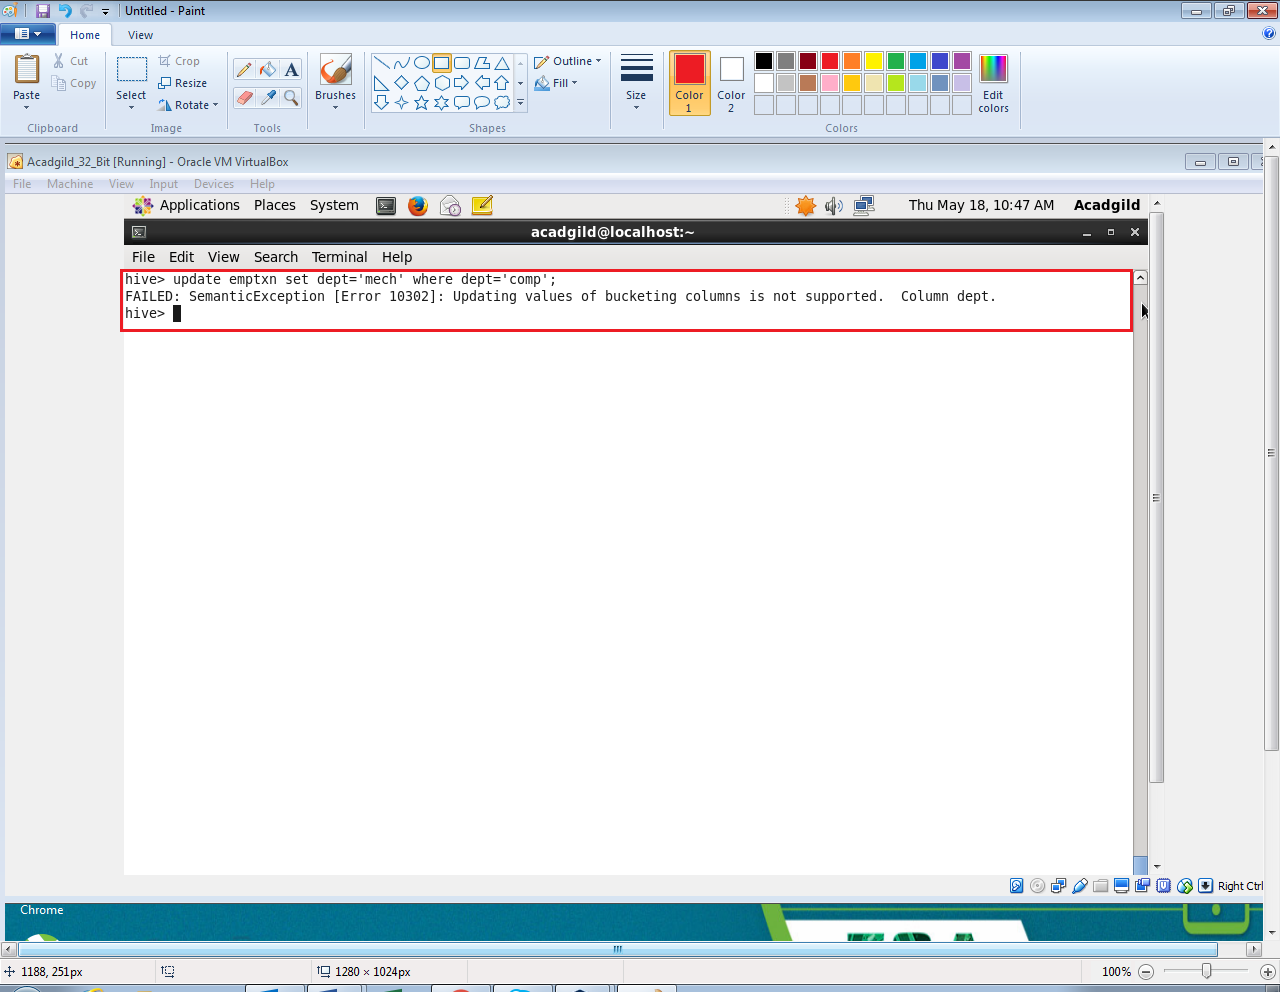 Untitled - Paint
Home View
Paste Cut Copy Clipboard
Select Crop Resize Rotate Image
Tools
Brushes
Shapes Outline Fill
Size
Color 1 Color 2 Edit colors Colors
Acadgild_32_Bit [Running] - Oracle VM VirtualBox
File Machine View Input Devices Help
Applications Places System Thu May 18, 10:47 AM Acadgild
acadgild@localhost:~
File Edit View Search Terminal Help
hive> update emptxn set dept='mech' where dept='comp';
FAILED: SemanticException [Error 10302]: Updating values of bucketing columns is not supported.  Column dept.
hive>
Right Ctrl
Chrome
1188, 251px 1280 × 1024px 100%